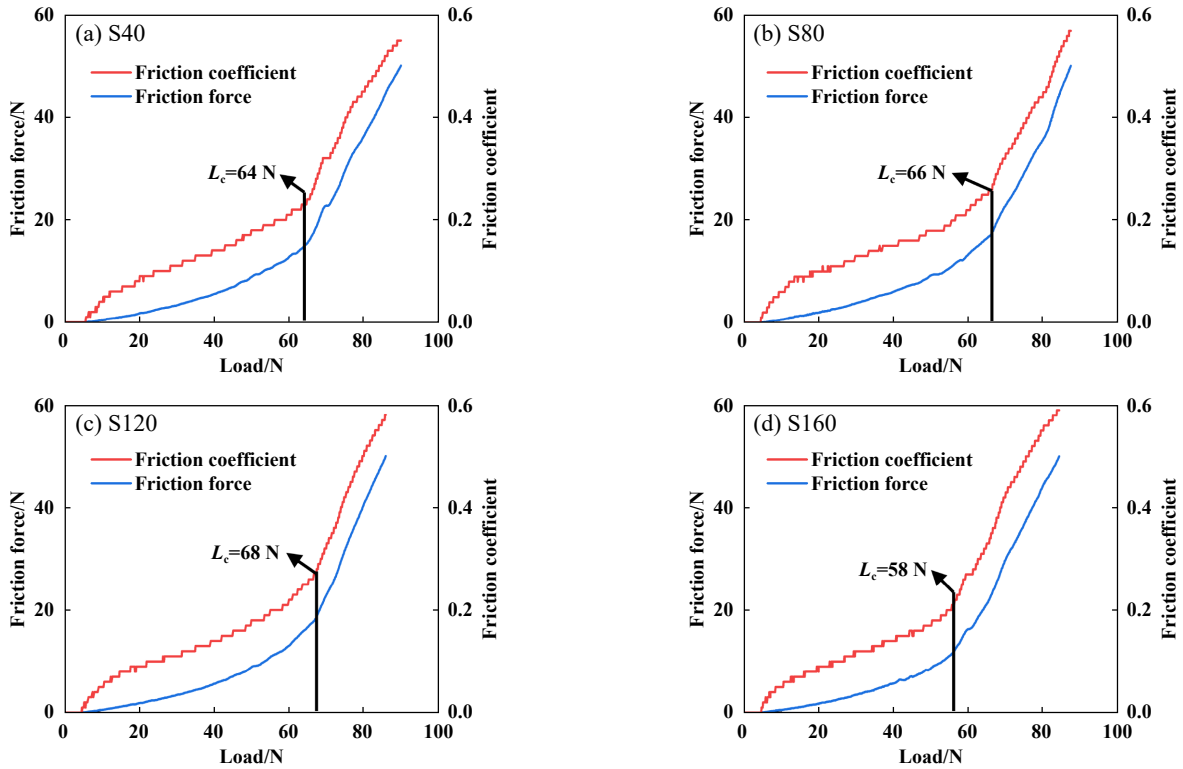 (a) S40
Friction coefficient
Friction force
Lc=64 N
60
40
20
0
0.6
0.4
0.2
0.0
0 20 40 60 80 100
Load/N
Friction force/N
Friction coefficient
(b) S80
Friction coefficient
Friction force
Lc=66 N
60
40
20
0
0.6
0.4
0.2
0.0
0 20 40 60 80 100
Load/N
Friction force/N
Friction coefficient
(c) S120
Friction coefficient
Friction force
Lc=68 N
60
40
20
0
0.6
0.4
0.2
0.0
0 20 40 60 80 100
Load/N
Friction force/N
Friction coefficient
(d) S160
Friction coefficient
Friction force
Lc=58 N
60
40
20
0
0.6
0.4
0.2
0.0
0 20 40 60 80 100
Load/N
Friction force/N
Friction coefficient